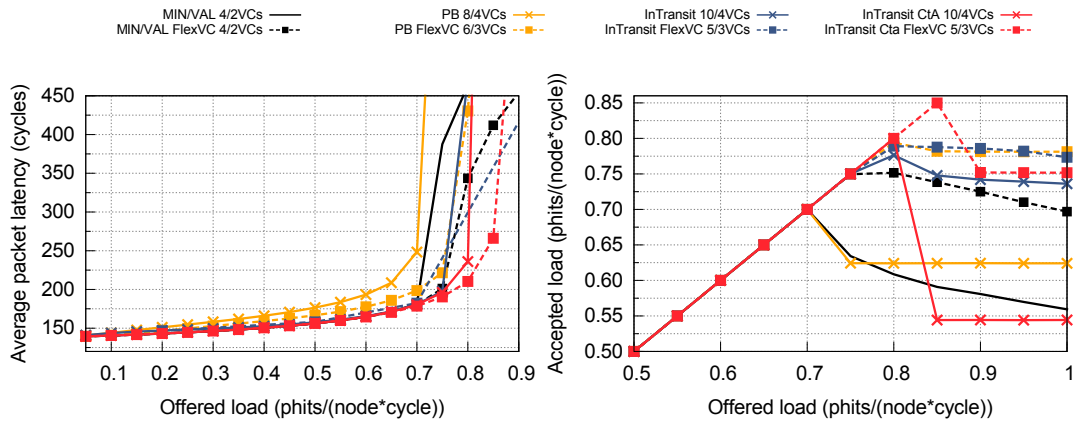 MIN/VAL 4/2VCs
MIN/VAL FlexVC 4/2VCs
PB 8/4VCs
PB FlexVC 6/3VCs
InTransit 10/4VCs
InTransit FlexVC 5/3VCs
InTransit CtA 10/4VCs
InTransit Cta FlexVC 5/3VCs
Average packet latency (cycles)
450
400
350
300
250
200
150
0.1 0.2 0.3 0.4 0.5 0.6 0.7 0.8 0.9
Offered load (phits/(node*cycle))
Accepted load (phits/(node*cycle))
0.85
0.80
0.75
0.70
0.65
0.60
0.55
0.50
0.5 0.6 0.7 0.8 0.9 1
Offered load (phits/(node*cycle))